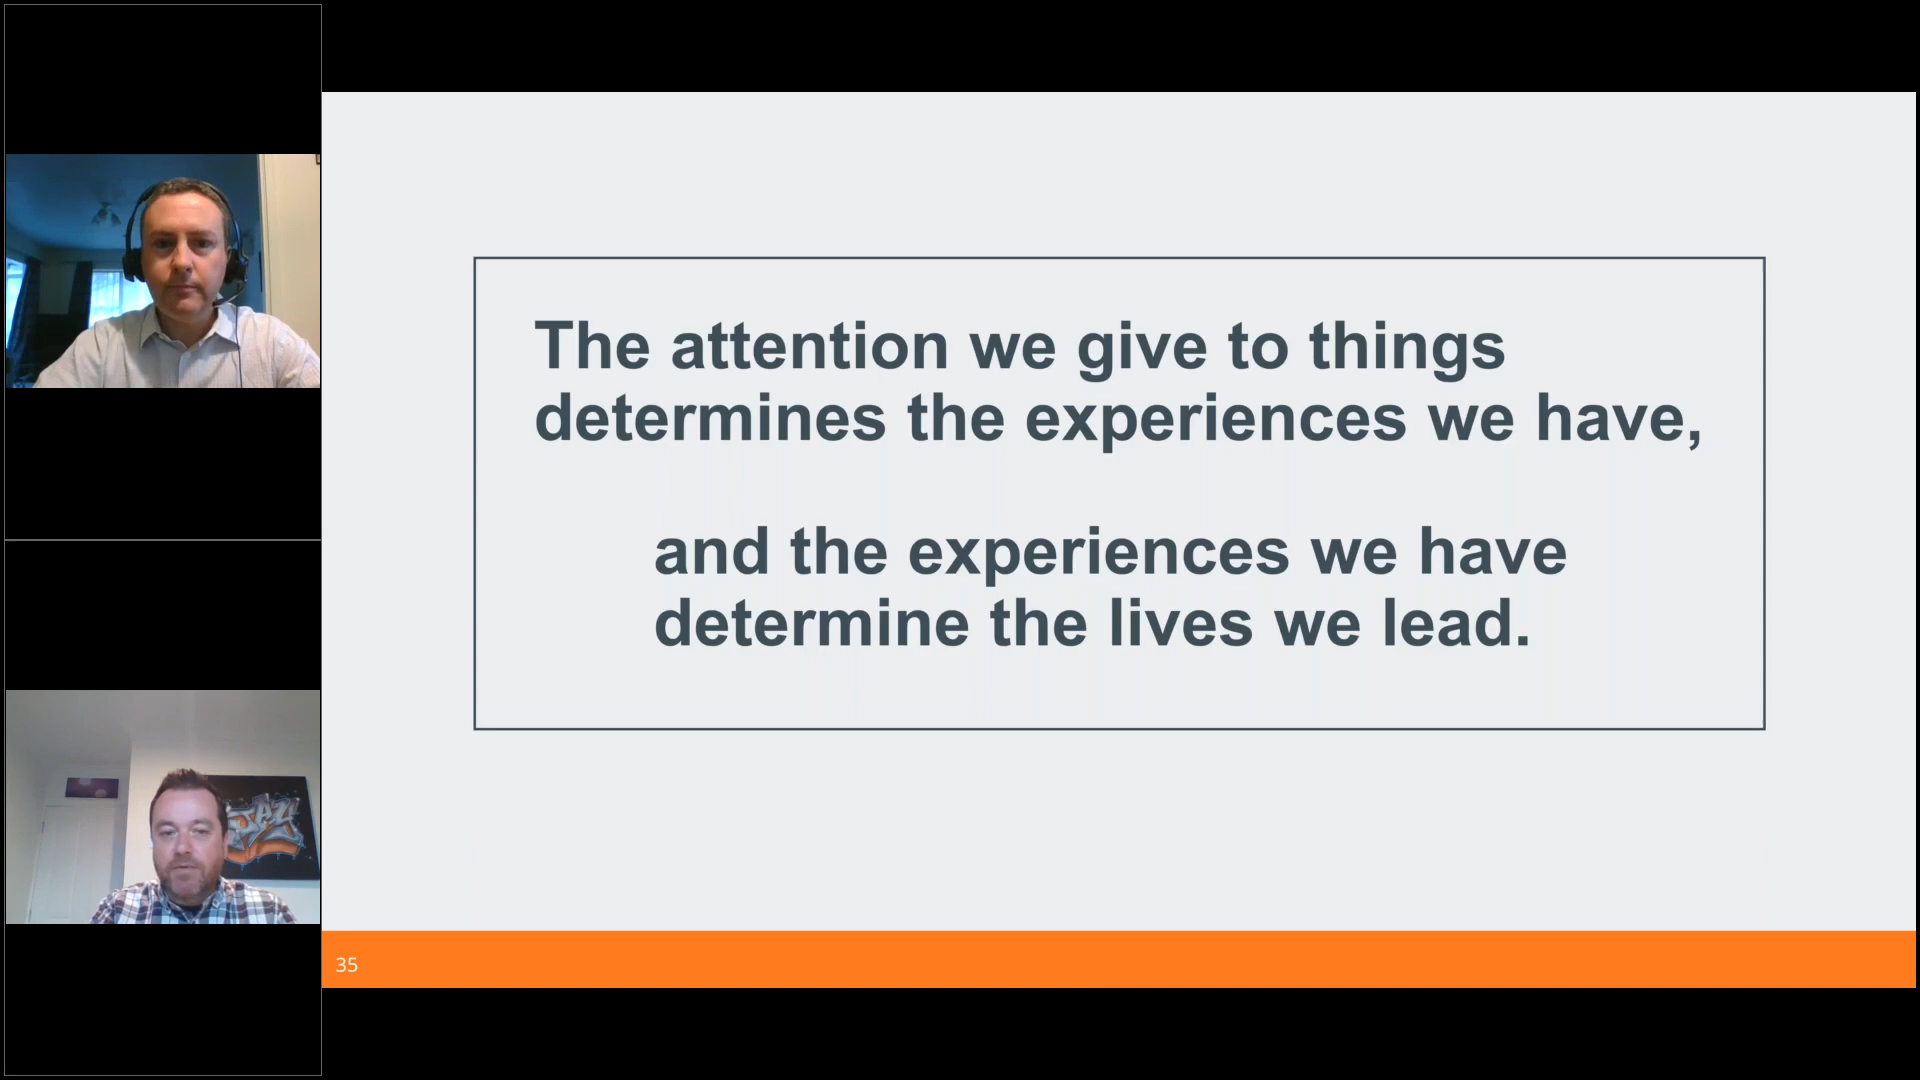 The attention we give to things
determines the experiences we have,
and the experiences we have
determine the lives we lead.
JAY
35